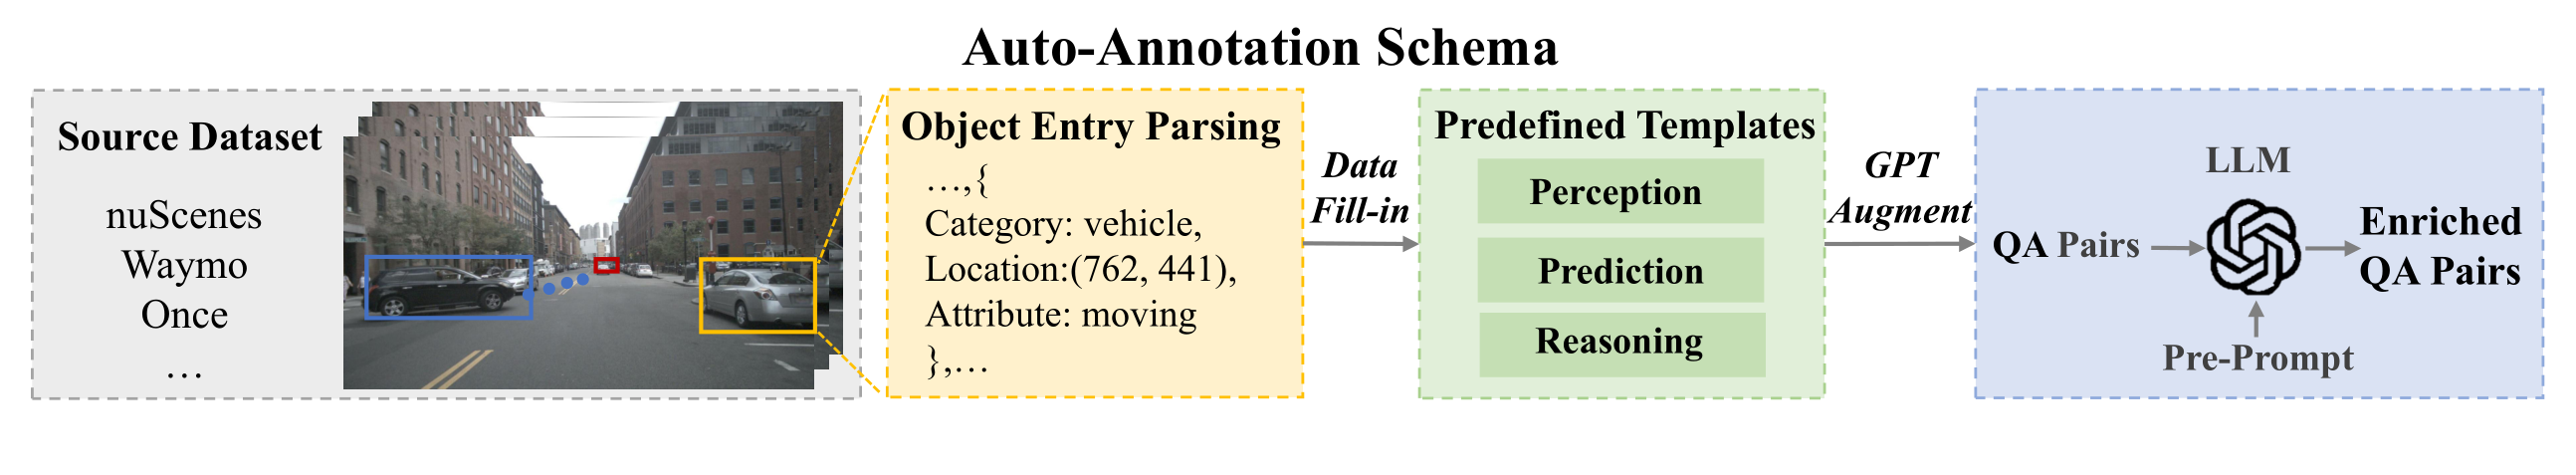 Auto-Annotation Schema
Source Dataset
nuScenes
Waymo
Once
…
Object Entry Parsing
…,{
Category: vehicle,
Location:(762, 441),
Attribute: moving
},…
Data
Fill-in
Predefined Templates
Perception
Prediction
Reasoning
GPT
Augment
QA Pairs
LLM
Pre-Prompt
Enriched
QA Pairs